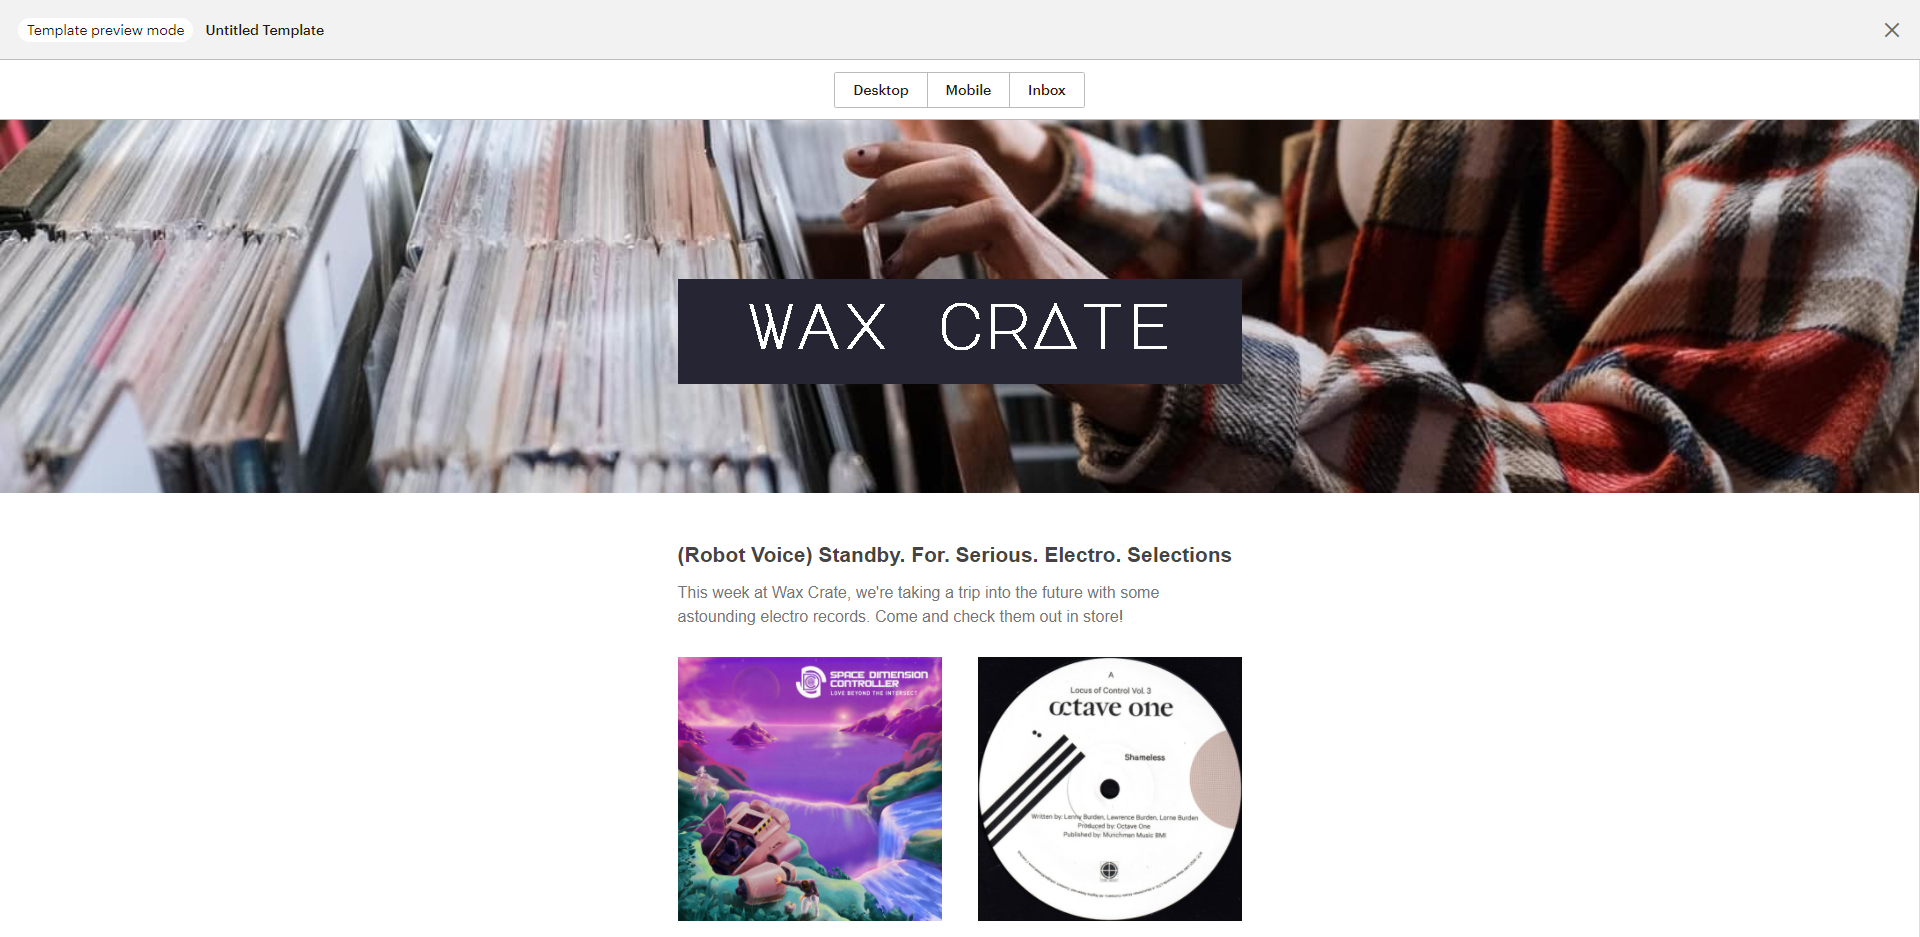 Template preview mode Untitled Template
Desktop Mobile Inbox
WAX CRATE
(Robot Voice) Standby. For. Serious. Electro. Selections
This week at Wax Crate, we're taking a trip into the future with some
astounding electro records. Come and check them out in store!
SPACE DIMENSION
CONTROLLER
LOVE BEYOND THE INTERSECT
A
Locus of Control Vol. 3
octave one
Shameless
Written by: Lenny Burden, Lawrence Burden, Lorne Burden
Produced by: Octave One
Published by: Munchman Music BMI